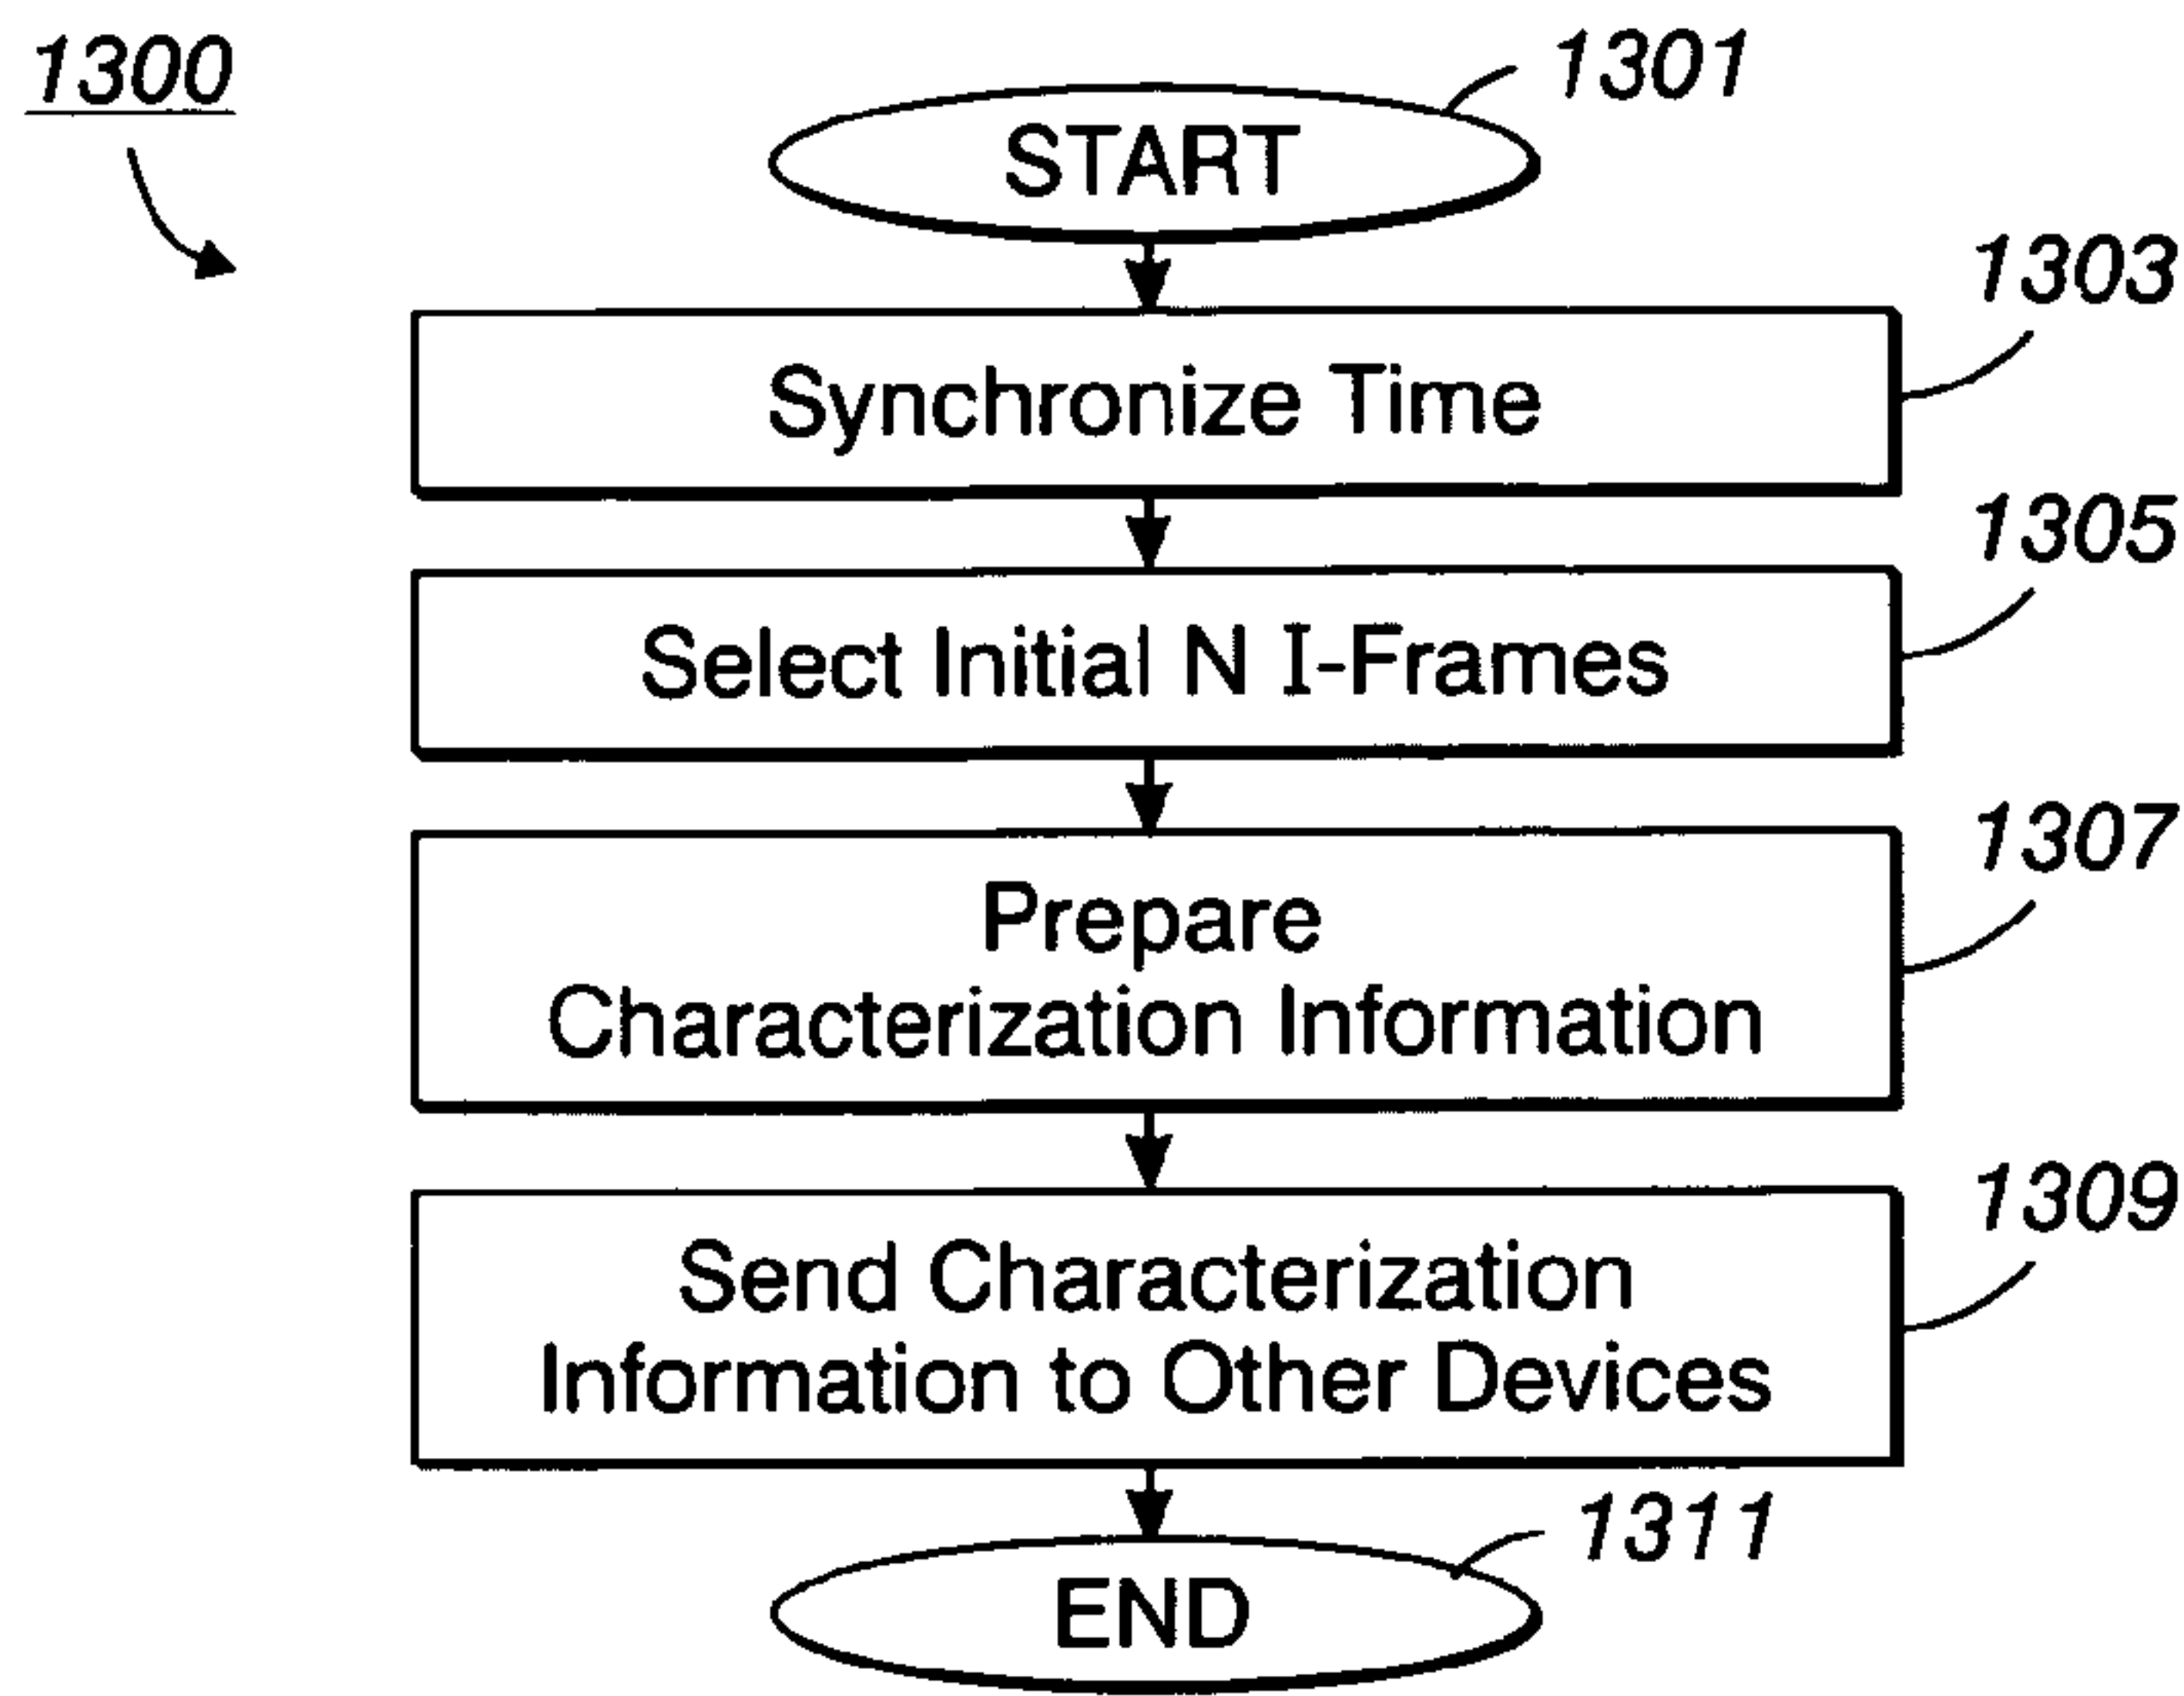 1300
1301
START
1303
Synchronize Time
1305
Select Initial N I-Frames
1307
Prepare
Characterization Information
1309
Send Characterization
Information to Other Devices
1311
END